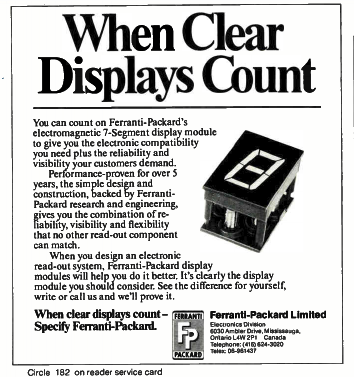 When Clear
Displays Count
You can count on Ferranti-Packard's
electromagnetic 7-Segment display module
to give you the electronic compatibility
you need plus the reliability and
visibility your customers demand.
Performance-proven for over 5
years, the simple design and
construction, backed by Ferranti-
Packard research and engineering,
gives you the combination of re-
liability, visibility and flexibility
that no other read-out component
can match.
When you design an electronic
read-out system, Ferranti-Packard display
modules will help you do it better. It's clearly the display
module you should consider. See the difference for yourself,
write or call us and we'll prove it.
When clear displays count–
Specify Ferranti-Packard.
FERRANTI
FP
PACKARD
Ferranti-Packard Limited
Electronics Division
6030 Ambler Drive, Mississauga,
Ontario L4W 2P1 Canada
Telephone: (416) 624-3020
Telex: 06-961437
Circle 182 on reader service card